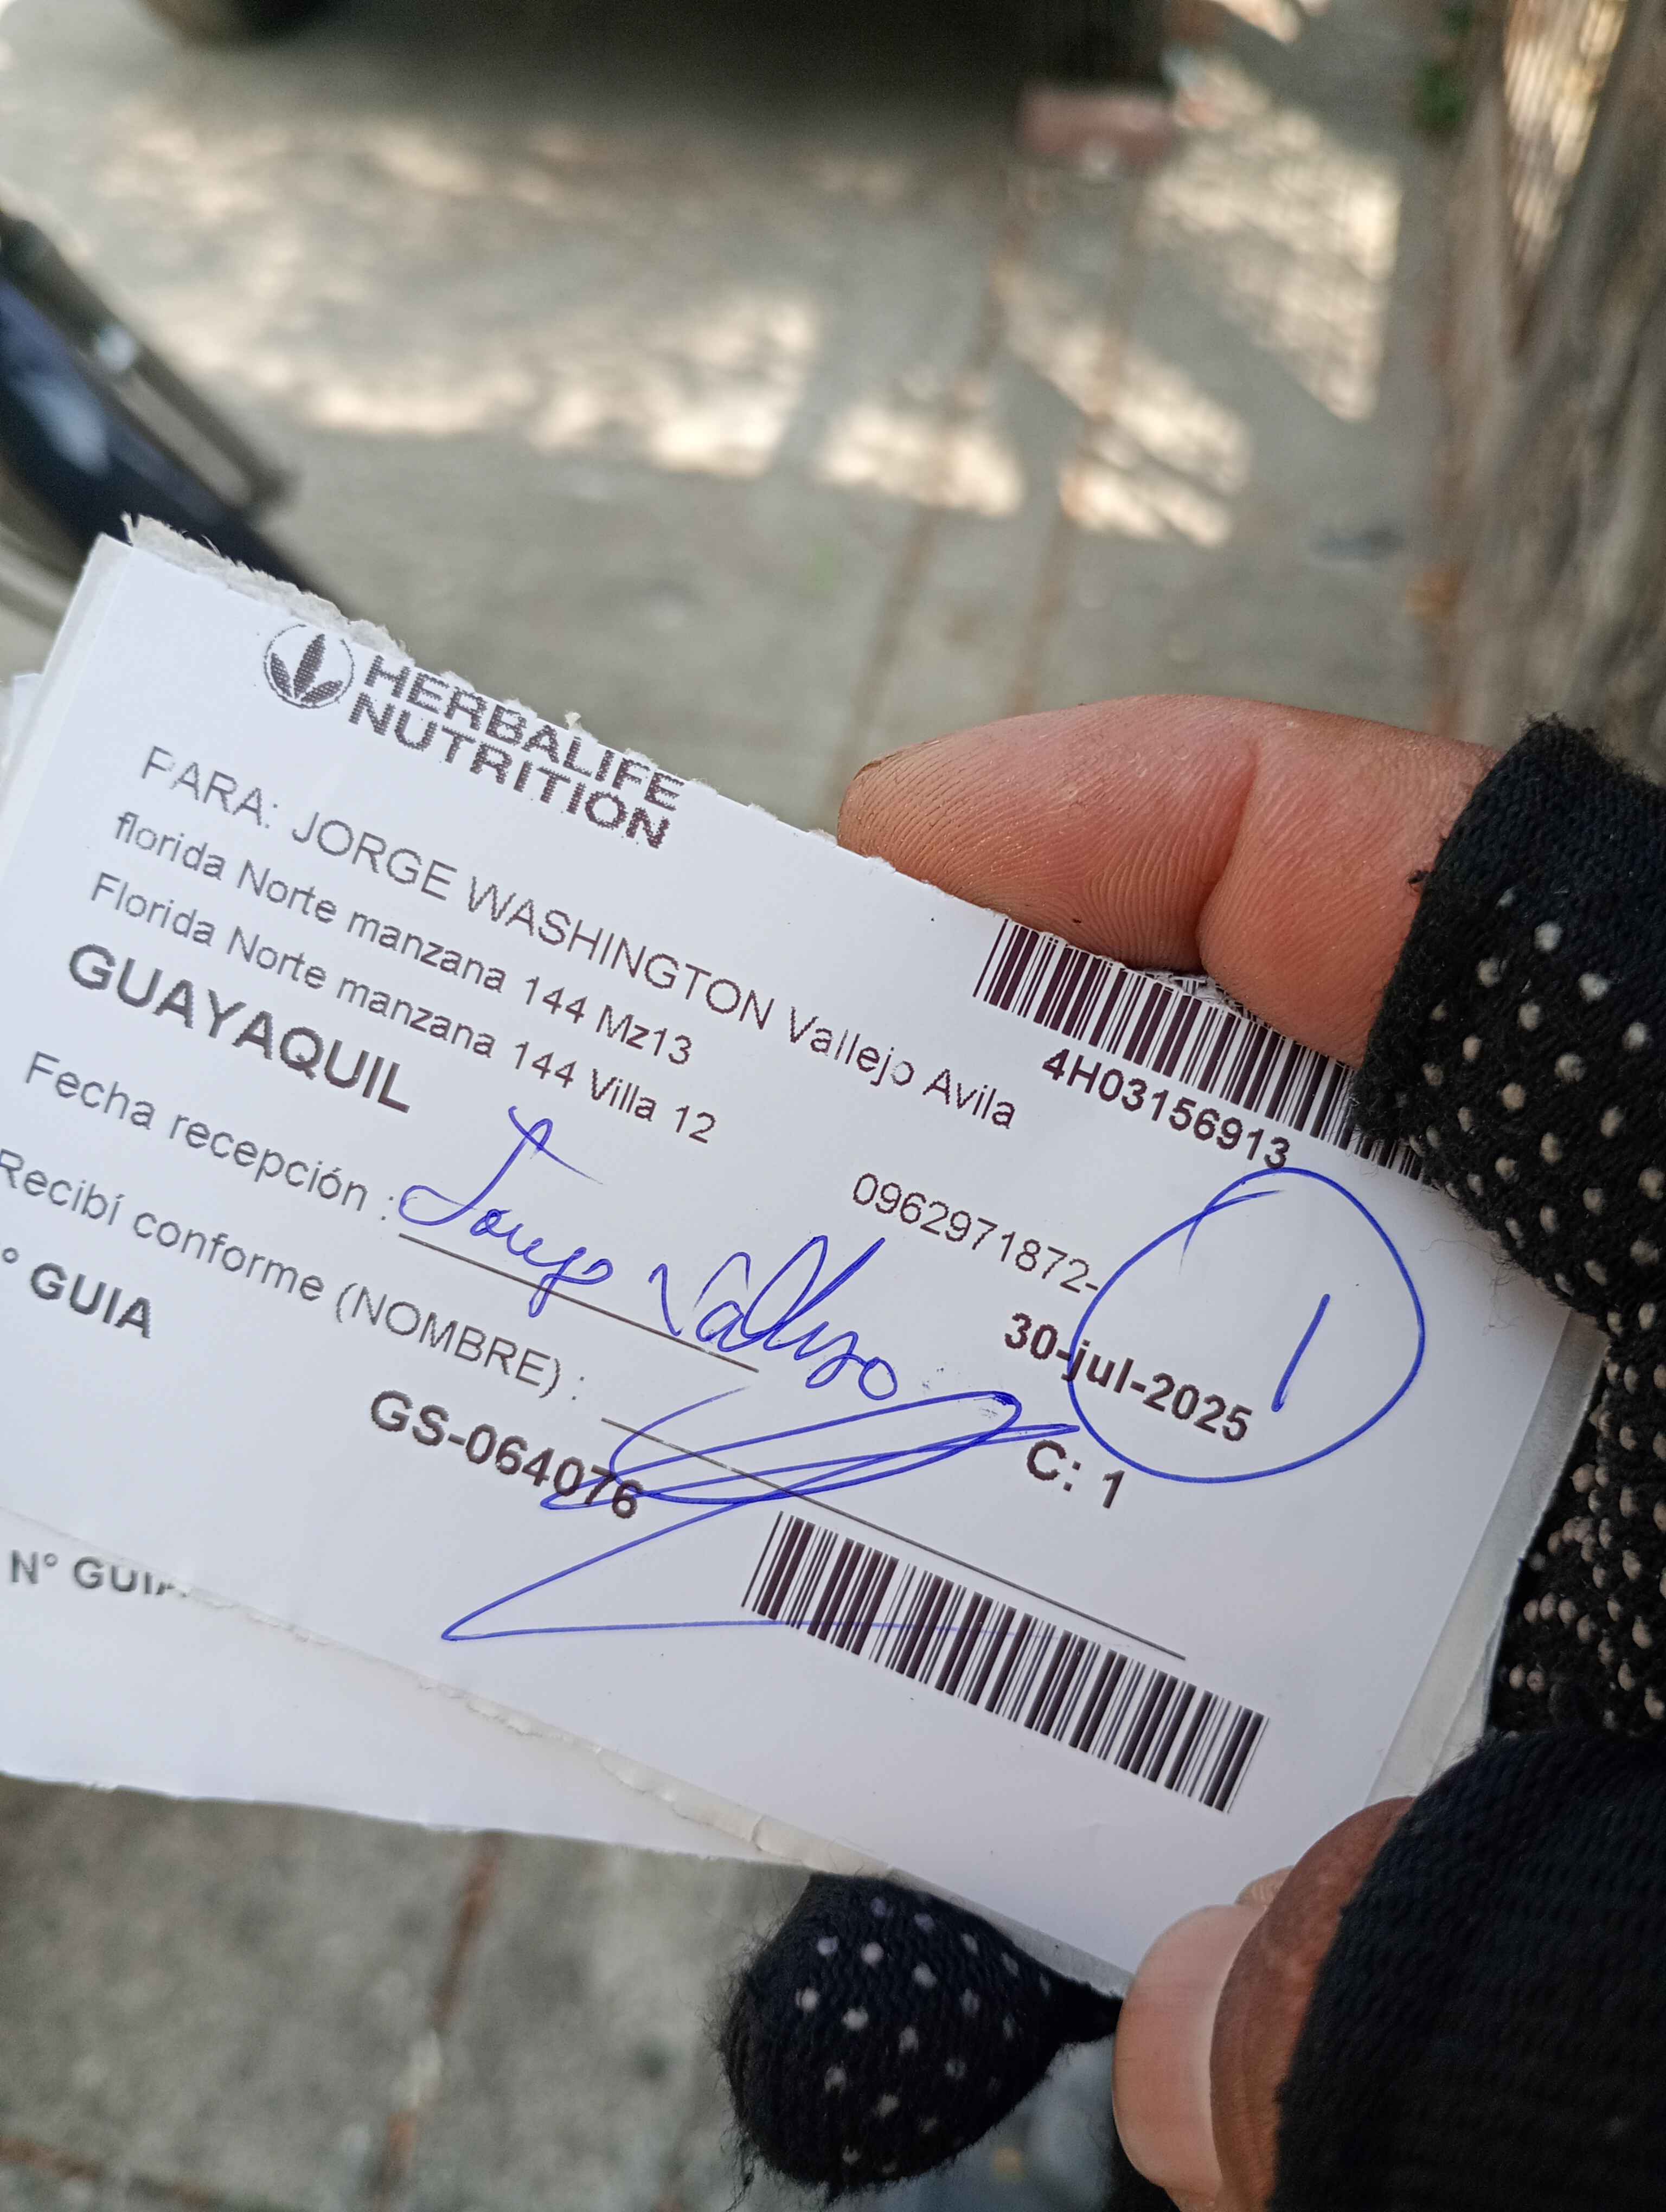 HERBALIFE
NUTRITION
PARA: JORGE WASHINGTON Vallejo Avila
florida Norte manzana 144 Mz13
Florida Norte manzana 144 Villa 12
GUAYAQUIL
4H03156913
0962971872-
1
Fecha recepción :
Jorge Vallejo
30-jul-2025
Recibí conforme (NOMBRE) :
C: 1
° GUIA
GS-064076
N° GUIA